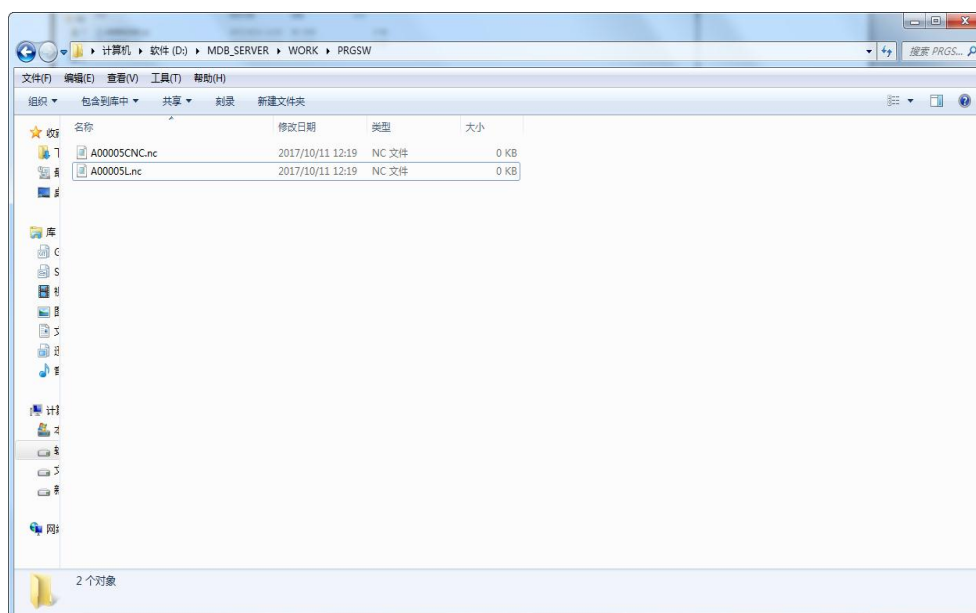 计算机 软件 (D:) MDB_SERVER WORK PRGSW
搜索 PRGS...
文件(F) 编辑(E) 查看(V) 工具(T) 帮助(H)
组织 包含到库中 共享 刻录 新建文件夹
名称 修改日期 类型 大小
A00005CNC.nc 2017/10/11 12:19 NC 文件 0 KB
A00005L.nc 2017/10/11 12:19 NC 文件 0 KB
库
G
S
网络
2 个对象